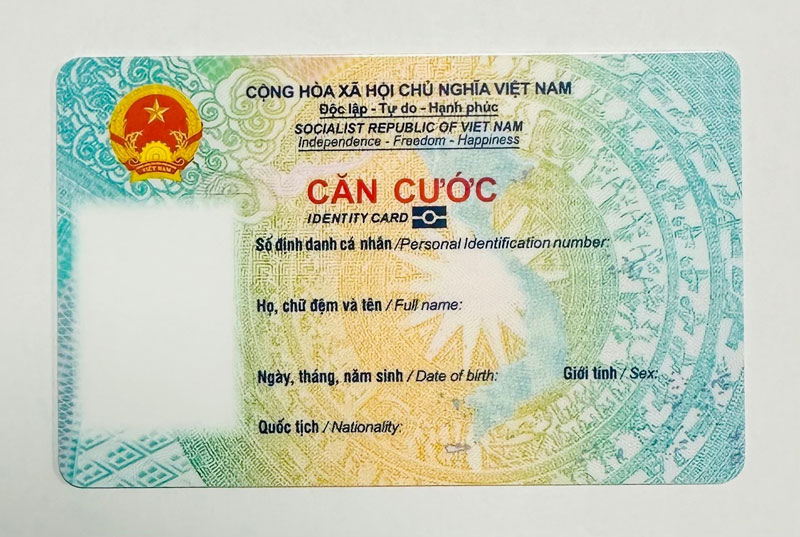 CỘNG HÒA XÃ HỘI CHỦ NGHĨA VIỆT NAM
Độc lập - Tự do - Hạnh phúc
SOCIALIST REPUBLIC OF VIET NAM
Independence - Freedom - Happiness
VIỆT NAM
CĂN CƯỚC
IDENTITY CARD
Số định danh cá nhân / Personal Identification number:
Họ, chữ đệm và tên / Full name:
Ngày, tháng, năm sinh / Date of birth: Giới tính / Sex:
Quốc tịch / Nationality: